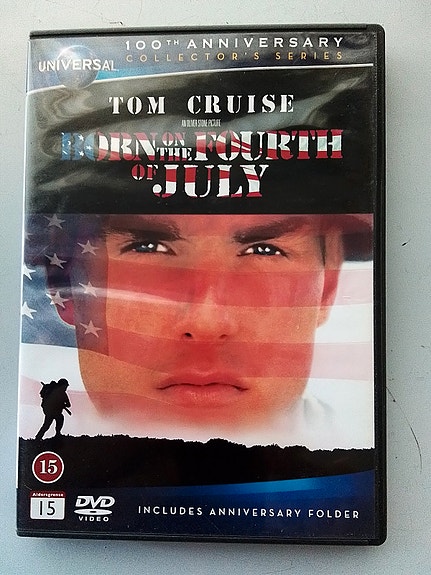 100TH ANNIVERSARY
UNIVERSAL
COLLECTOR'S SERIES
TOM CRUISE
AN OLIVER STONE PICTURE
BORN ON THE FOURTH
OF JULY
15
Aldersgrense
15
DVD
VIDEO
INCLUDES ANNIVERSARY FOLDER